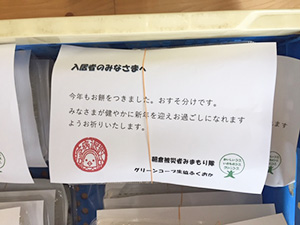 入居者のみなさまへ
今年もお餅をつきました。おすそ分けです。
みなさまが健やかに新年を迎えお過ごしになれます
ようお祈りいたします。
朝倉被災者みまもり隊
グリーンコープ生協ふくおか